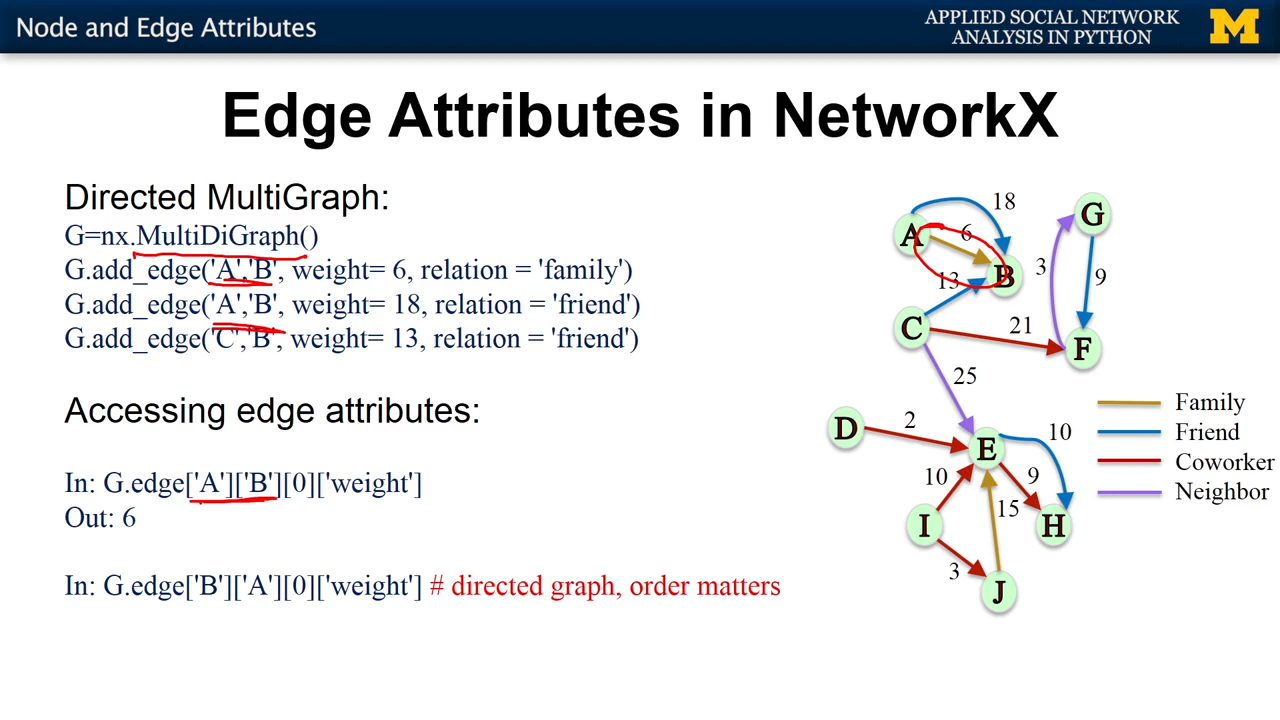 Node and Edge Attributes
APPLIED SOCIAL NETWORK
ANALYSIS IN PYTHON
M
Edge Attributes in NetworkX
Directed MultiGraph:
G=nx.MultiDiGraph()
G.add_edge('A','B', weight= 6, relation = 'family')
G.add_edge('A','B', weight= 18, relation = 'friend')
G.add_edge('C','B', weight= 13, relation = 'friend')
Accessing edge attributes:
In: G.edge['A']['B'][0]['weight']
Out: 6
In: G.edge['B']['A'][0]['weight'] # directed graph, order matters
18
G
A
6
B
3
9
13
C
21
F
25
Family
D
2
E
10
Friend
Coworker
10
9
Neighbor
15
I
H
3
J